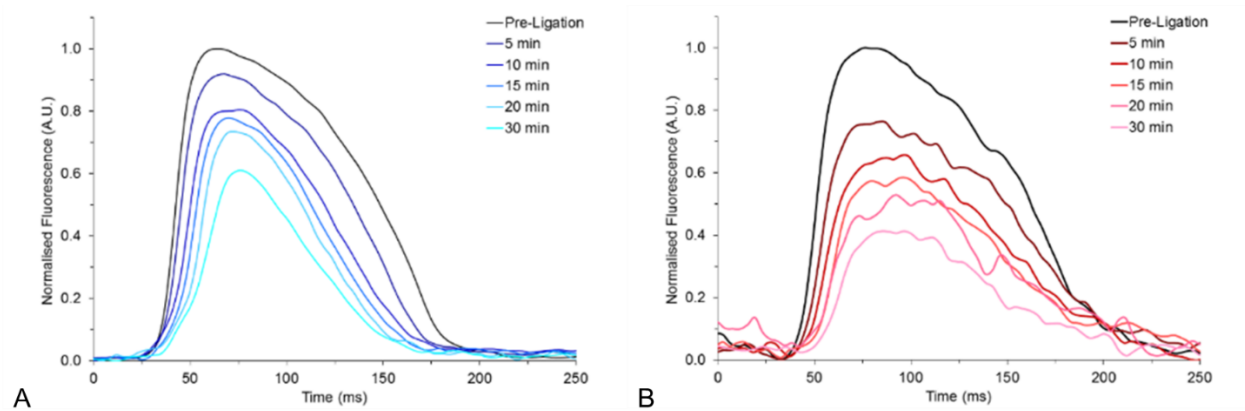 Pre-Ligation
5 min
10 min
15 min
20 min
30 min
1.0
0.8
0.6
0.4
0.2
0.0
Normalised Fluorescence (A.U.)
0 50 100 150 200 250
Time (ms)
A
Pre-Ligation
5 min
10 min
15 min
20 min
30 min
1.0
0.8
0.6
0.4
0.2
0.0
Normalised Fluorescence (A.U.)
0 50 100 150 200 250
Time (ms)
B